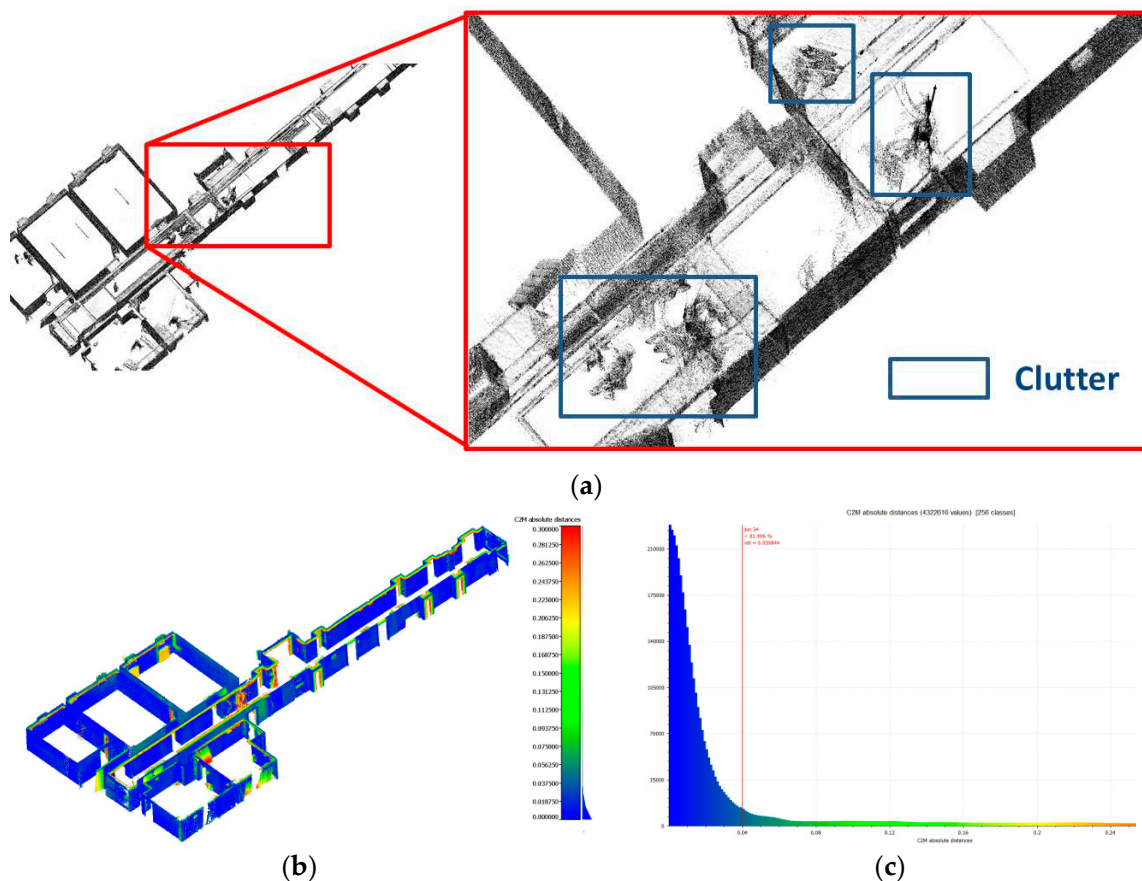 Clutter
(a)
C2M absolute distances
0.300000
0.281250
0.262500
0.243750
0.225000
0.206250
0.187500
0.168750
0.150000
0.131250
0.112500
0.093750
0.075000
0.056250
0.037500
0.018750
0.000000
(b)
C2M absolute distances (4322616 values) [256 classes]
bin 34
< 81.996 %
val = 0.039844
210000
175000
140000
105000
70000
35000
0
0.04 0.08 0.12 0.16 0.2 0.24
C2M absolute distances
(c)